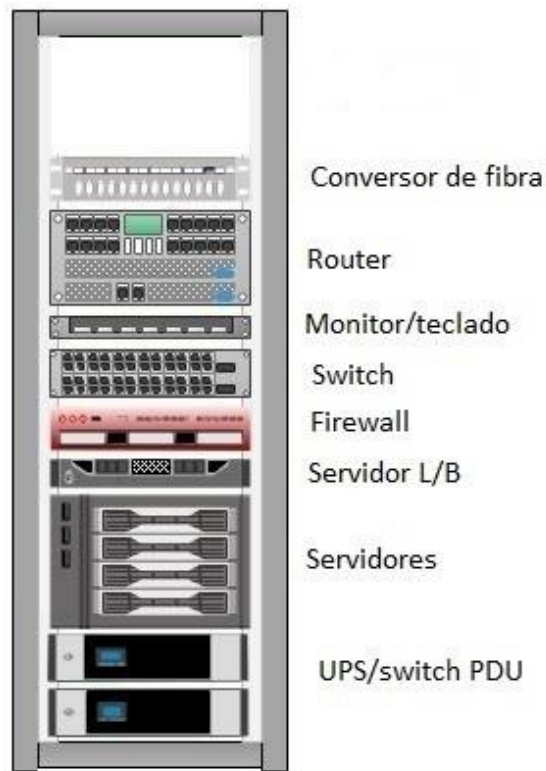 Conversor de fibra
Router
Monitor/teclado
Switch
Firewall
Servidor L/B
Servidores
UPS/switch PDU